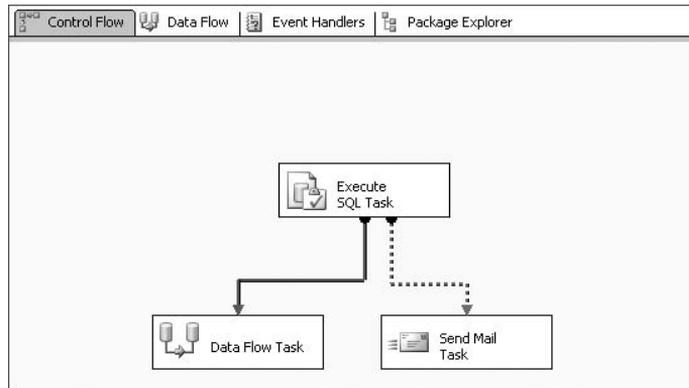 Control Flow
Data Flow
Event Handlers
Package Explorer
Execute
SQL Task
Data Flow Task
Send Mail
Task